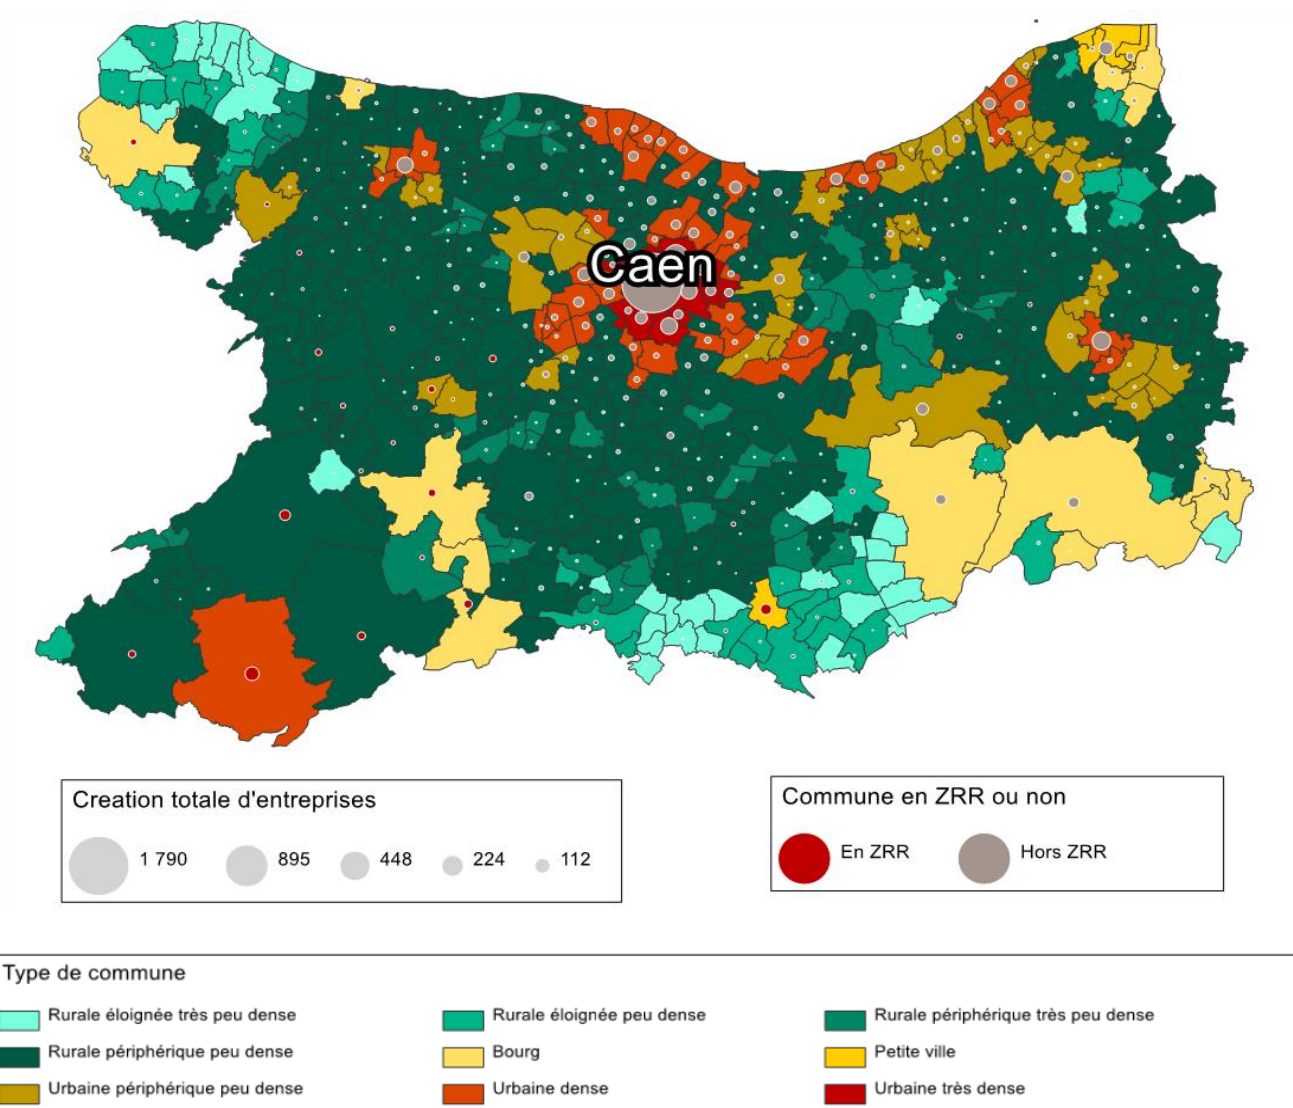 Caen
Creation totale d'entreprises
1 790 895 448 224 112
Commune en ZRR ou non
En ZRR Hors ZRR
Type de commune
Rurale éloignée très peu dense Rurale éloignée peu dense Rurale périphérique très peu dense
Rurale périphérique peu dense Bourg Petite ville
Urbaine périphérique peu dense Urbaine dense Urbaine très dense